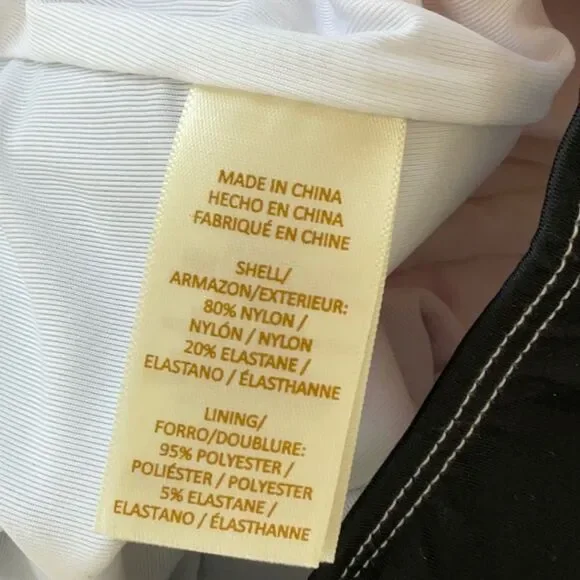 MADE IN CHINA
HECHO EN CHINA
FABRIQUÉ EN CHINE
SHELL/
ARMAZON/EXTERIEUR:
80% NYLON /
NYLÓN / NYLON
20% ELASTANE /
ELASTANO / ÉLASTHANNE
LINING/
FORRO/DOUBLURE:
95% POLYESTER /
POLIÉSTER / POLYESTER
5% ELASTANE /
ELASTANO / ÉLASTHANNE